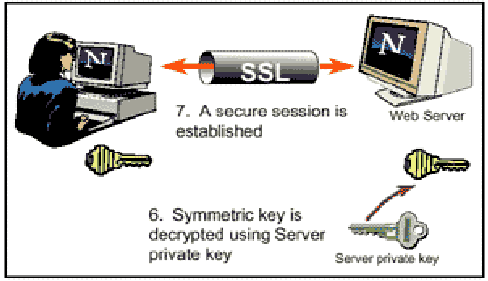 N
SSL
N
7. A secure session is
established
Web Server
6. Symmetric key is
decrypted using Server
private key
Server private key